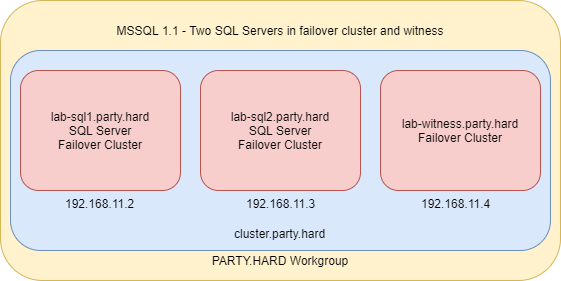 MSSQL 1.1 - Two SQL Servers in failover cluster and witness
lab-sql1.party.hard
SQL Server
Failover Cluster
lab-sql2.party.hard
SQL Server
Failover Cluster
lab-witness.party.hard
Failover Cluster
192.168.11.2
192.168.11.3
192.168.11.4
cluster.party.hard
PARTY.HARD Workgroup